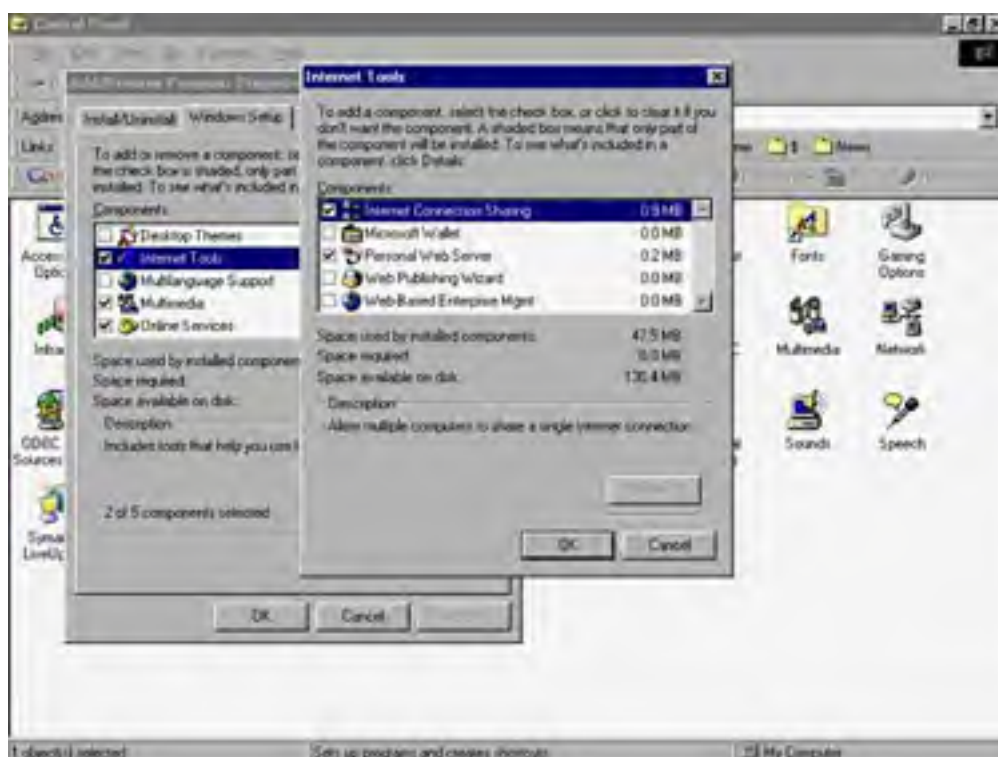 Control Panel
Address
Links
Add/Remove Programs
Install/Uninstall
Windows Setup
To add or remove a component,
the check box is shaded, only part
installed. To see what's included in
Components
Desktop Themes
Internet Tools
Multilanguage Support
Multimedia
Online Services
Space used by installed componen
Space required
Space available on disk:
Description
Includes tools that help you use
2 of 5 components selected
OK
Cancel
Internet Tools
To add a component, select the check box, or click to clear it if you
don't want the component. A shaded box means that only part of
the component will be installed. To see what's included in a
component, click Details.
Components:
Internet Connection Sharing 0.9 MB
Microsoft Wallet 0.0 MB
Personal Web Server 0.2 MB
Web Publishing Wizard 0.0 MB
Web-Based Enterprise Mgmt 0.0 MB
Space used by installed components: 47.5 MB
Space required: 0.0 MB
Space available on disk: 130.4 MB
Description
Allow multiple computers to share a single Internet connection
OK
Cancel
Fonts
Gaming
Options
Multimedia
Network
Sounds
Speech
ODBC
Sources
1 object(s) selected
Sets up programs and creates shortcuts
My Computer